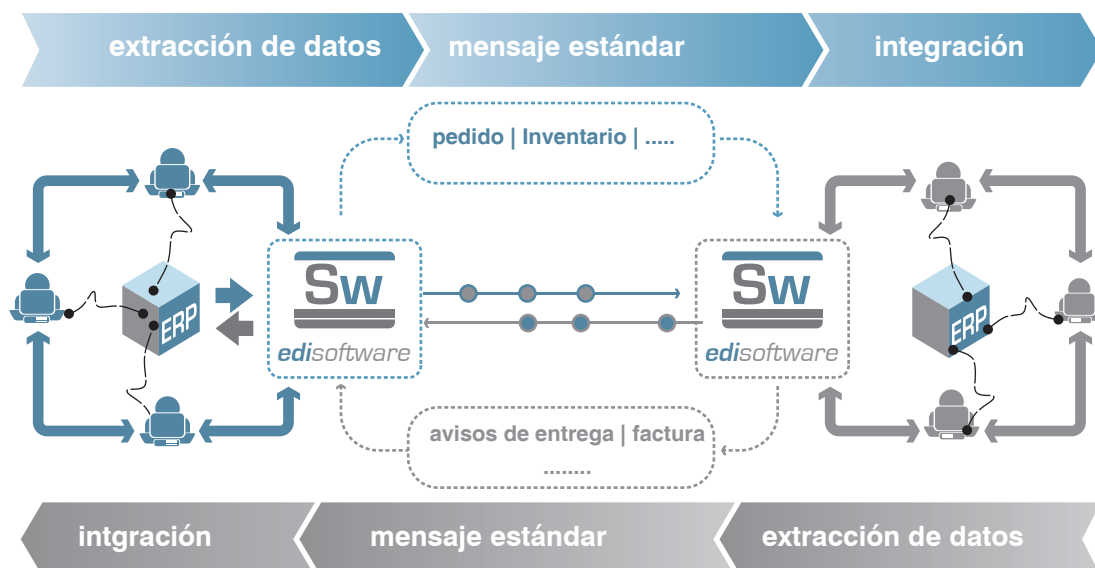 extracción de datos
mensaje estándar
integración
pedido | Inventario | .....
Sw
edisoftware
ERP
Sw
edisoftware
ERP
avisos de entrega | factura
........
intgración
mensaje estándar
extracción de datos